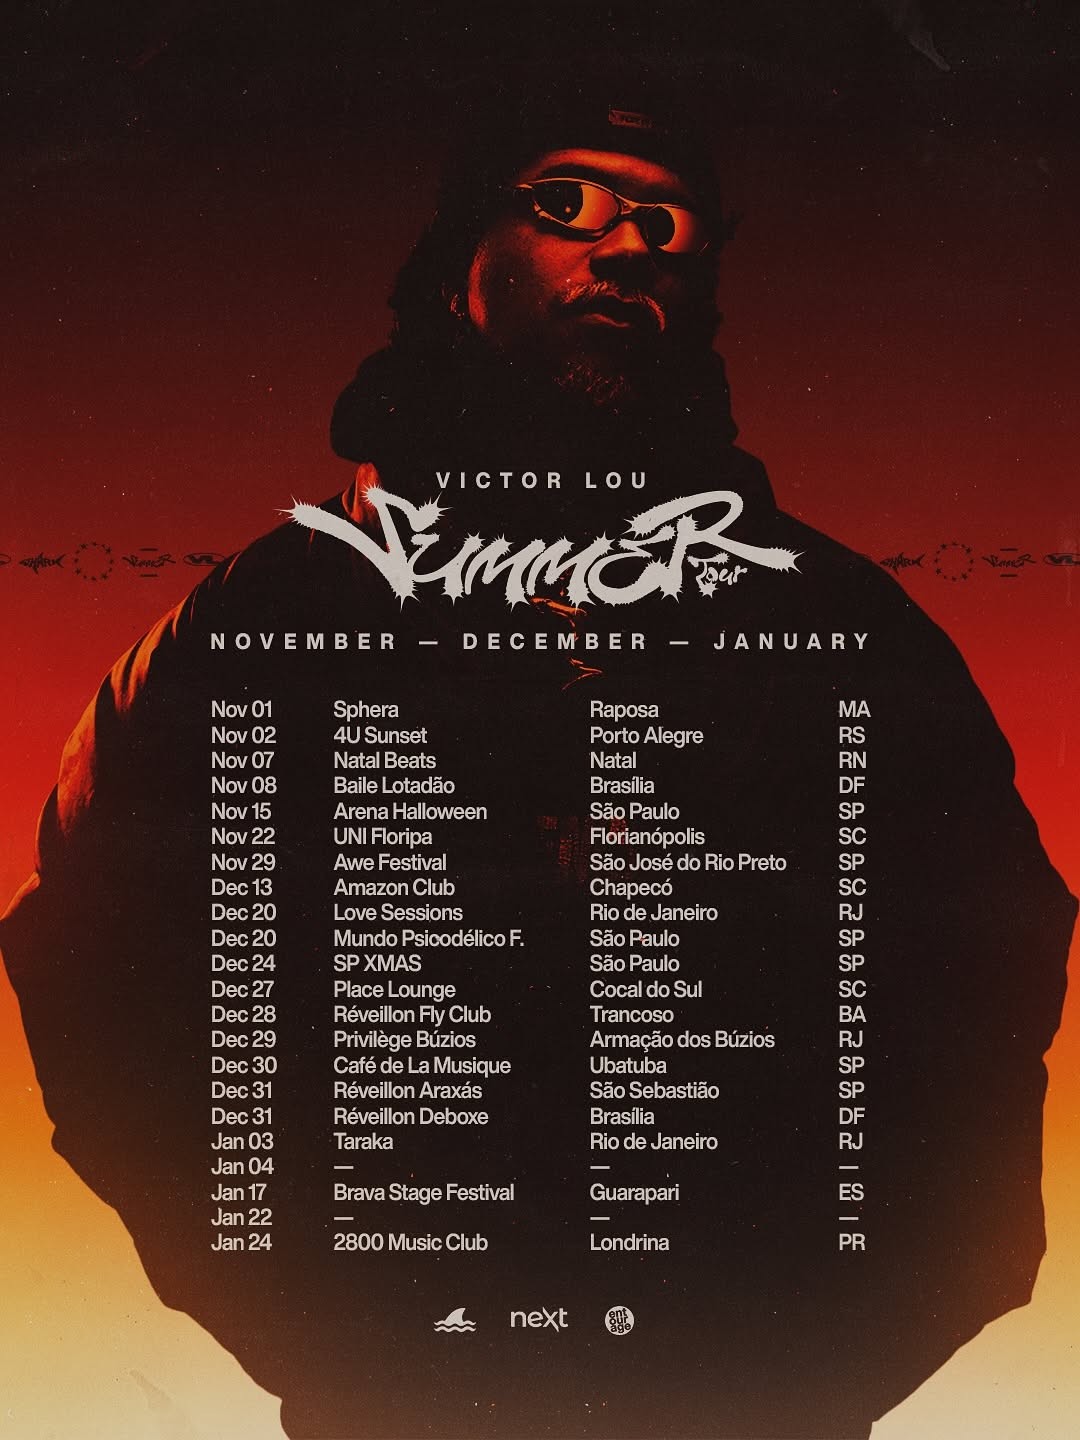 VICTOR LOU
SUMMER
Tour
NOVEMBER — DECEMBER — JANUARY
Nov 01 Sphera Raposa MA
Nov 02 4U Sunset Porto Alegre RS
Nov 07 Natal Beats Natal RN
Nov 08 Baile Lotadão Brasília DF
Nov 15 Arena Halloween São Paulo SP
Nov 22 UNI Floripa Florianópolis SC
Nov 29 Awe Festival São José do Rio Preto SP
Dec 13 Amazon Club Chapecó SC
Dec 20 Love Sessions Rio de Janeiro RJ
Dec 20 Mundo Psicodélico F. São Paulo SP
Dec 24 SP XMAS São Paulo SP
Dec 27 Place Lounge Cocal do Sul SC
Dec 28 Réveillon Fly Club Trancoso BA
Dec 29 Privilège Búzios Armação dos Búzios RJ
Dec 30 Café de La Musique Ubatuba SP
Dec 31 Réveillon Araxás São Sebastião SP
Dec 31 Réveillon Deboxe Brasília DF
Jan 03 Taraka Rio de Janeiro RJ
Jan 04 — — —
Jan 17 Brava Stage Festival Guarapari ES
Jan 22 — — —
Jan 24 2800 Music Club Londrina PR
next
entourage